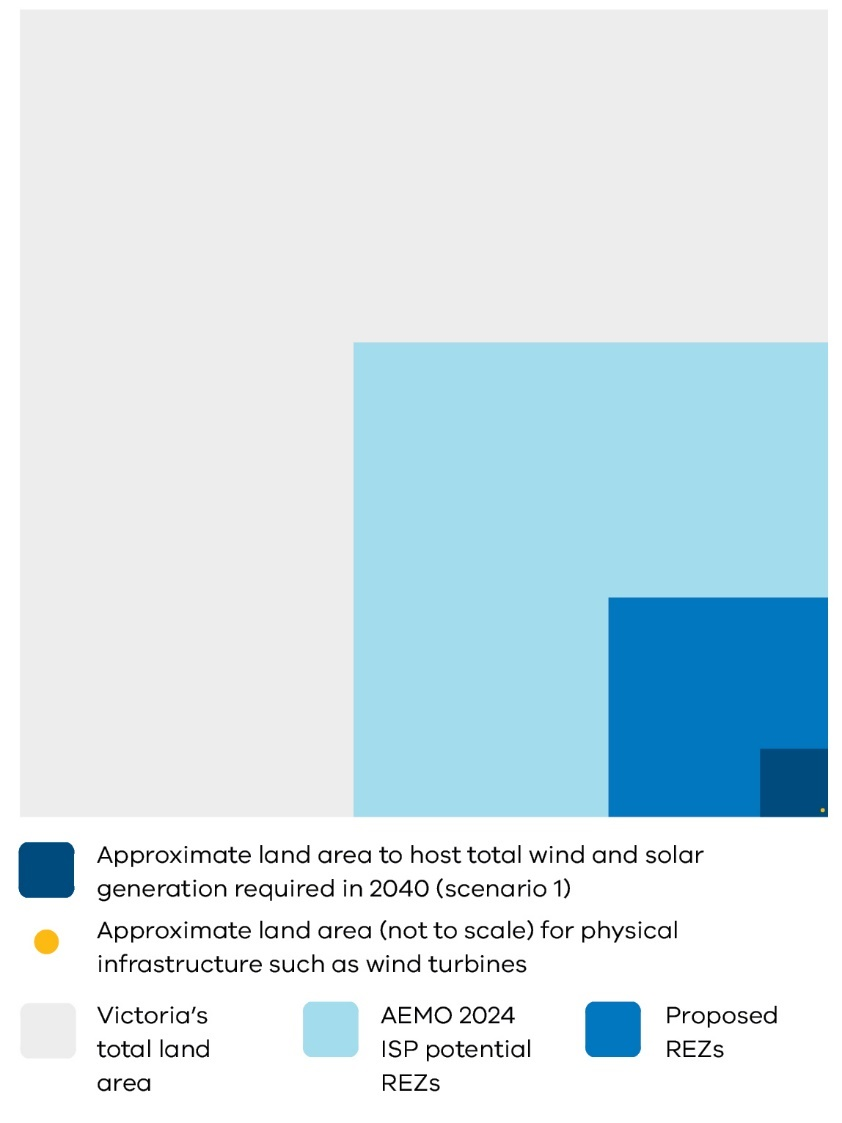 Approximate land area to host total wind and solar
generation required in 2040 (scenario 1)
Approximate land area (not to scale) for physical
infrastructure such as wind turbines
Victoria's
total land
area
AEMO 2024
ISP potential
REZs
Proposed
REZs